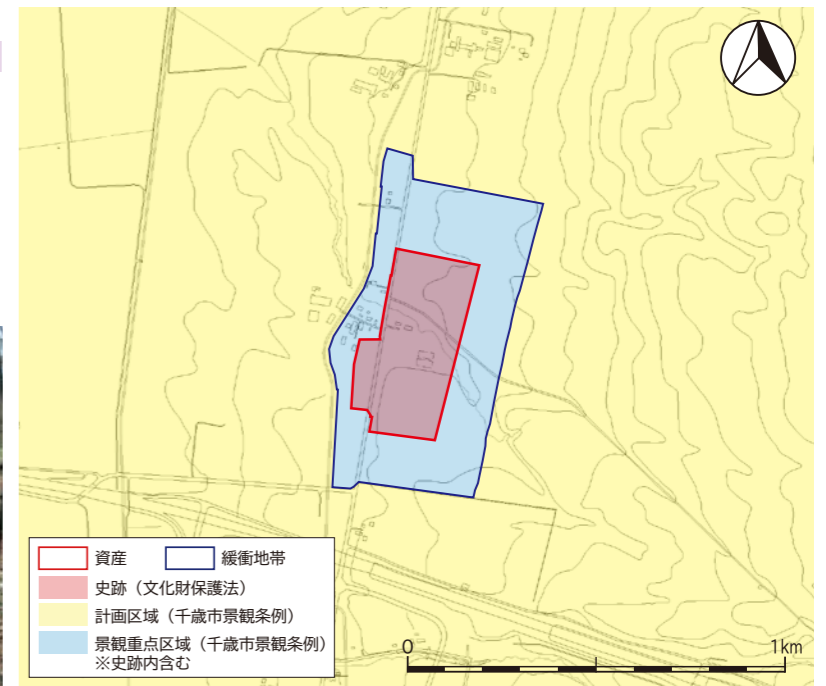 0 1km
資産 緩衝地帯
史跡（文化財保護法）
計画区域（千歳市景観条例）
景観重点区域（千歳市景観条例）
※史跡内含む